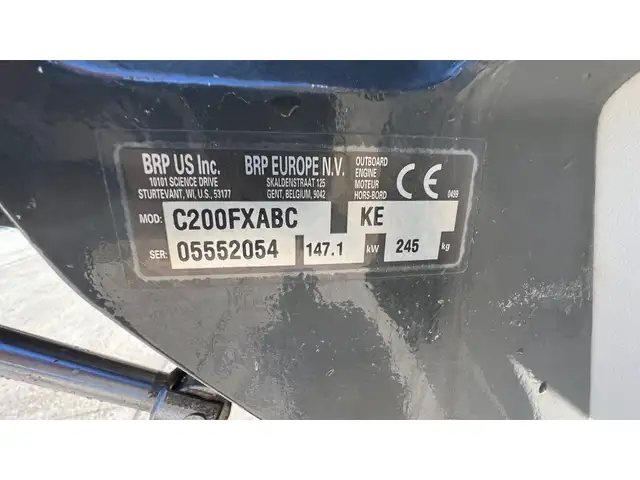 BRP US Inc.
10101 SCIENCE DRIVE
STURTEVANT, WI, U.S, 53177
BRP EUROPE N.V.
SKALDENSTRAAT 125
GENT, BELGIUM, 9042
OUTBOARD
ENGINE
MOTEUR
HORS-BORD
CE
0499
MOD: C200FXABC KE
SER: 05552054 147.1 kW 245 kg